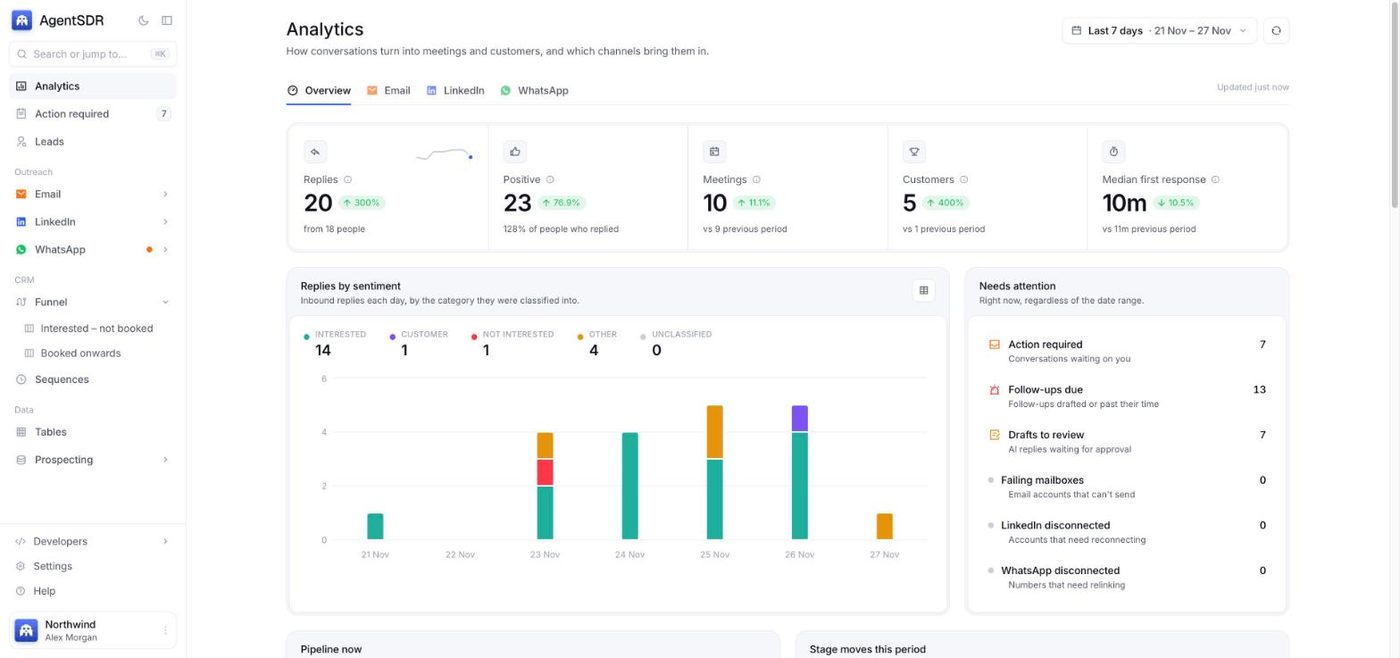 AgentSDR
Search or jump to...
⌘K
Analytics
Action required
7
Leads
Outreach
Email
LinkedIn
WhatsApp
CRM
Funnel
Interested – not booked
Booked onwards
Sequences
Data
Tables
Prospecting
Developers
Settings
Help
Northwind
Alex Morgan
Analytics
How conversations turn into meetings and customers, and which channels bring them in.
Last 7 days · 21 Nov – 27 Nov
Overview
Email
LinkedIn
WhatsApp
Updated just now
Replies
20 ↑ 300%
from 18 people
Positive
23 ↑ 76.9%
128% of people who replied
Meetings
10 ↑ 11.1%
vs 9 previous period
Customers
5 ↑ 400%
vs 1 previous period
Median first response
10m ↓ 10.5%
vs 11m previous period
Replies by sentiment
Inbound replies each day, by the category they were classified into.
INTERESTED
14
CUSTOMER
1
NOT INTERESTED
1
OTHER
4
UNCLASSIFIED
0
6
4
2
0
21 Nov
22 Nov
23 Nov
24 Nov
25 Nov
26 Nov
27 Nov
Needs attention
Right now, regardless of the date range.
Action required
7
Conversations waiting on you
Follow-ups due
13
Follow-ups drafted or past their time
Drafts to review
7
AI replies waiting for approval
Failing mailboxes
0
Email accounts that can't send
LinkedIn disconnected
0
Accounts that need reconnecting
WhatsApp disconnected
0
Numbers that need relinking
Pipeline now
Stage moves this period